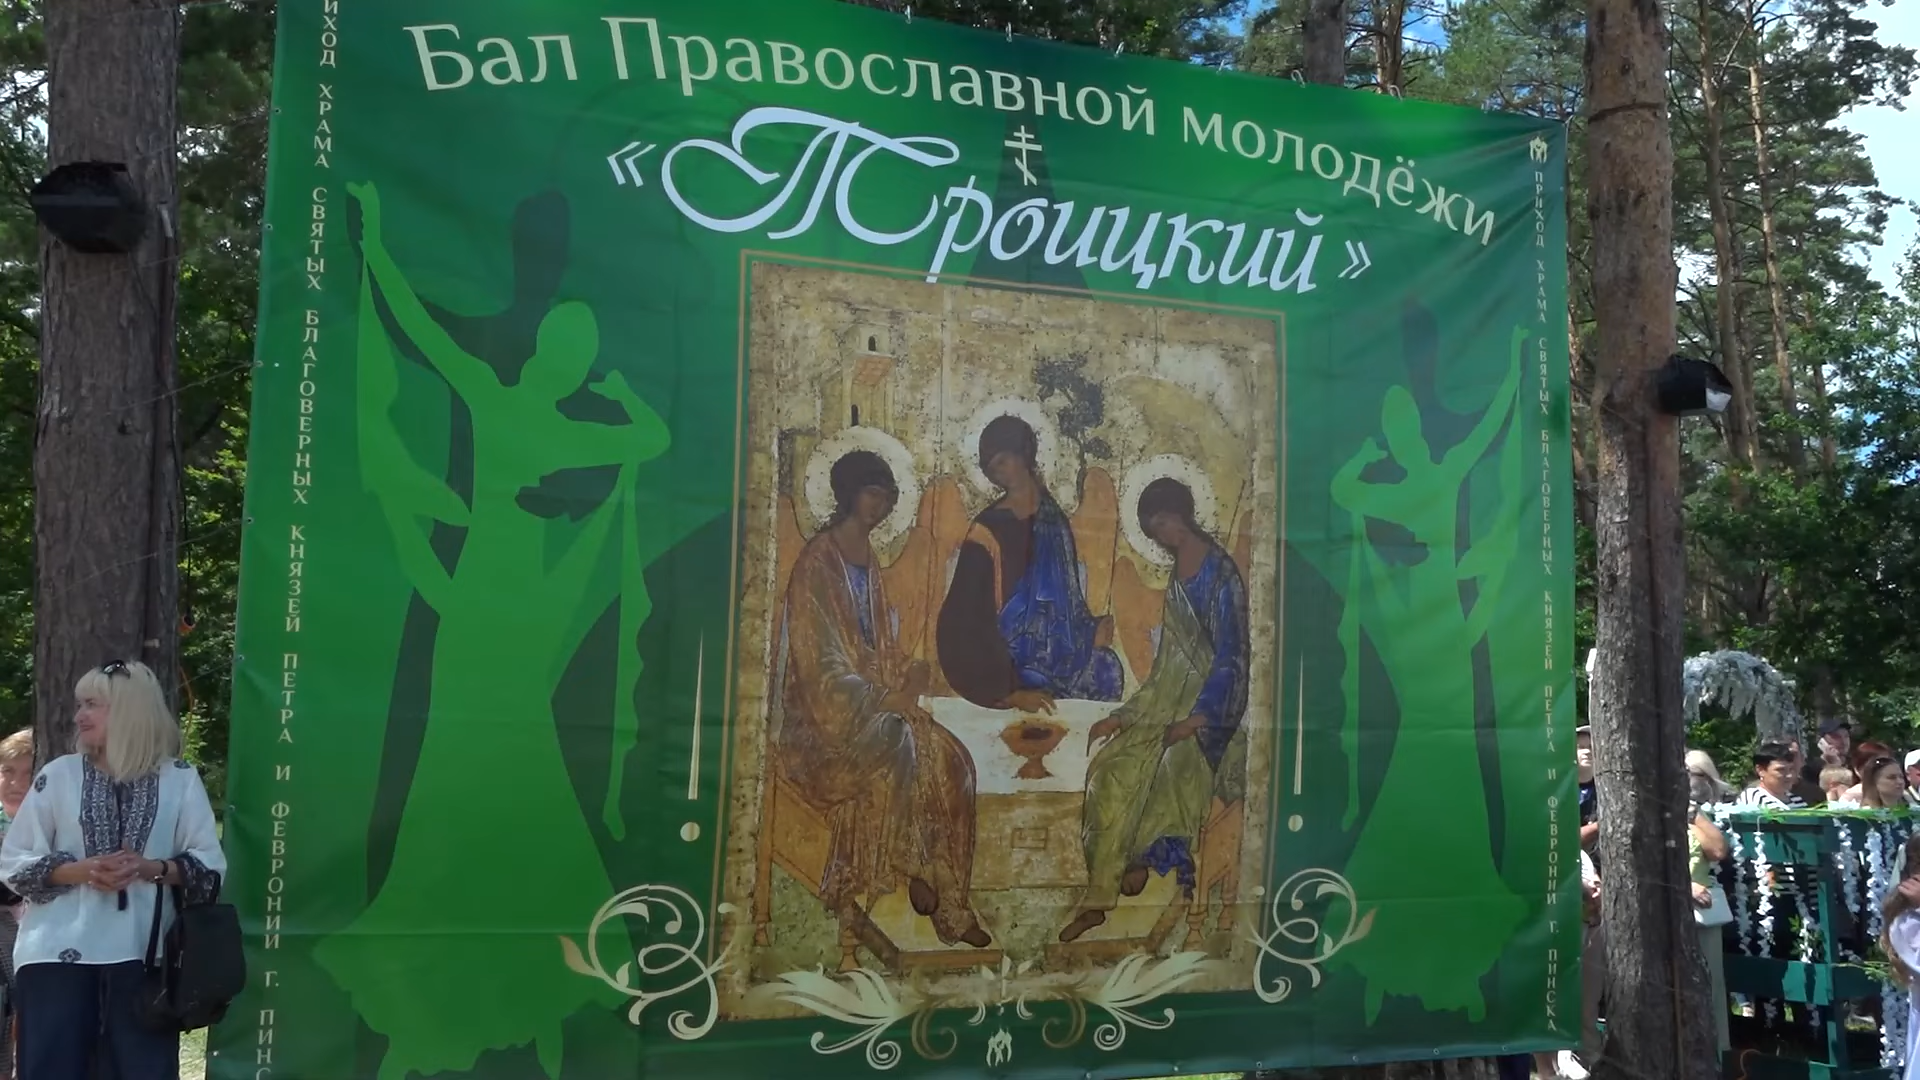 Бал Православной молодёжи
«Троицкий»
ХРАМА СВЯТЫХ БЛАГОВЕРНЫХ КНЯЗЕЙ ПЕТРА И ФЕВРОНИИ Г.
ПРИХОД ХРАМА СВЯТЫХ БЛАГОВЕРНЫХ КНЯЗЕЙ ПЕТРА И ФЕВРОНИИ Г. ПИНСКА